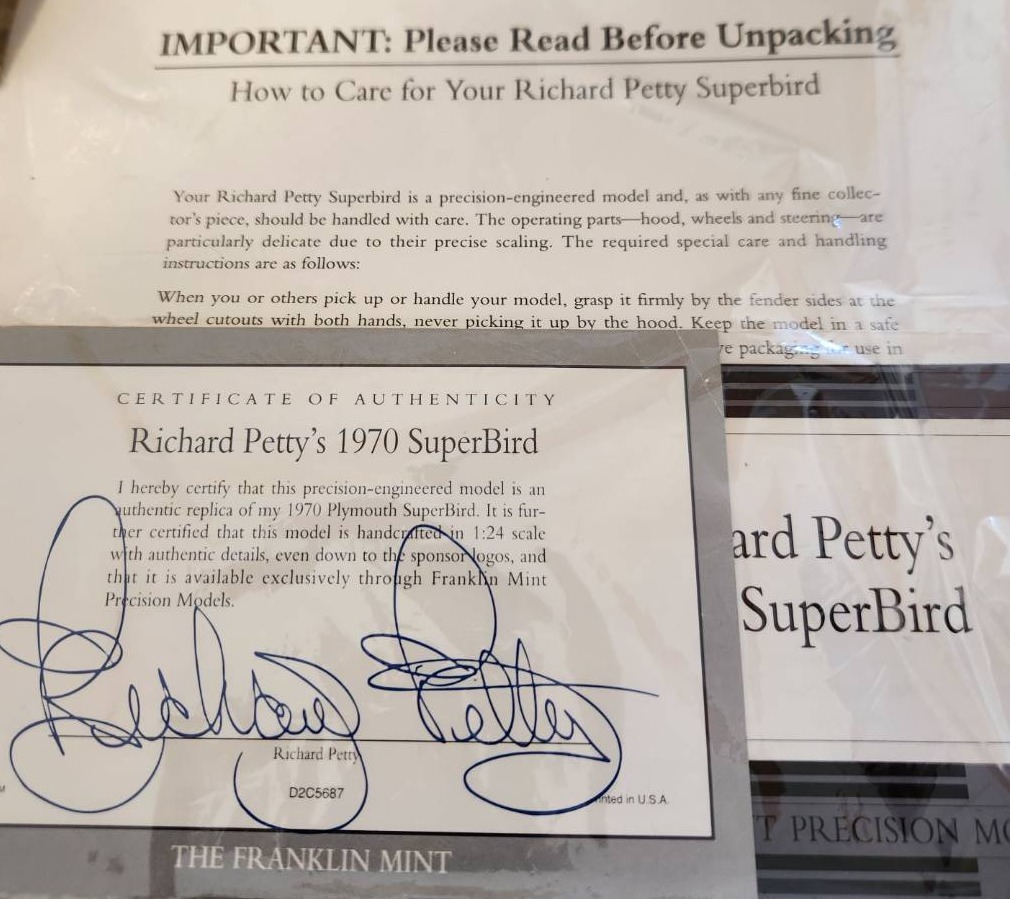 IMPORTANT: Please Read Before Unpacking
How to Care for Your Richard Petty Superbird
Your Richard Petty Superbird is a precision-engineered model and, as with any fine collec-
tor's piece, should be handled with care. The operating parts—hood, wheels and steering—are
particularly delicate due to their precise scaling. The required special care and handling
instructions are as follows:
When you or others pick up or handle your model, grasp it firmly by the fender sides at the
wheel cutouts with both hands, never picking it up by the hood. Keep the model in a safe
packaging for use in
CERTIFICATE OF AUTHENTICITY
Richard Petty's 1970 SuperBird
I hereby certify that this precision-engineered model is an
authentic replica of my 1970 Plymouth SuperBird. It is fur-
ther certified that this model is handcrafted in 1:24 scale
with authentic details, even down to the sponsor logos, and
that it is available exclusively through Franklin Mint
Precision Models.
Richard Petty
Richard Petty
D2C5687
inted in U.S.A.
THE FRANKLIN MINT
ard Petty's
SuperBird
T PRECISION MO